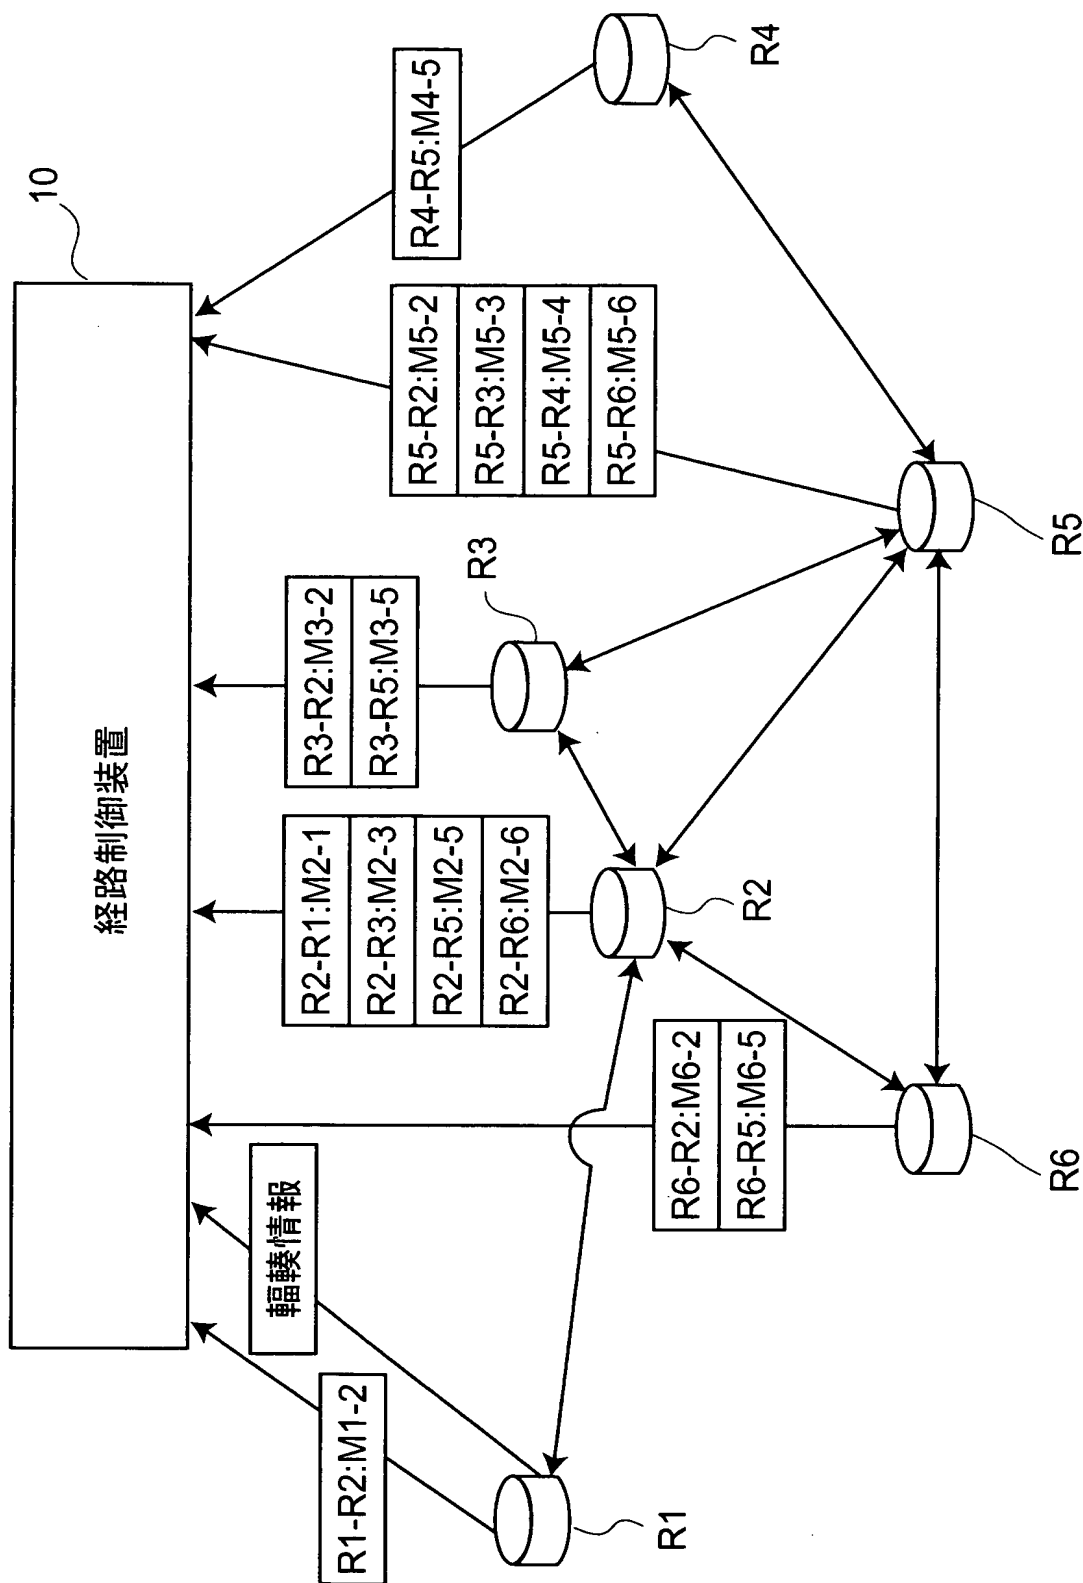 10
経路制御装置
R1-R2:M1-2
輻輳情報
R6-R2:M6-2
R6-R5:M6-5
R2-R1:M2-1
R2-R3:M2-3
R2-R5:M2-5
R2-R6:M2-6
R3-R2:M3-2
R3-R5:M3-5
R5-R2:M5-2
R5-R3:M5-3
R5-R4:M5-4
R5-R6:M5-6
R4-R5:M4-5
R1
R2
R3
R4
R5
R6